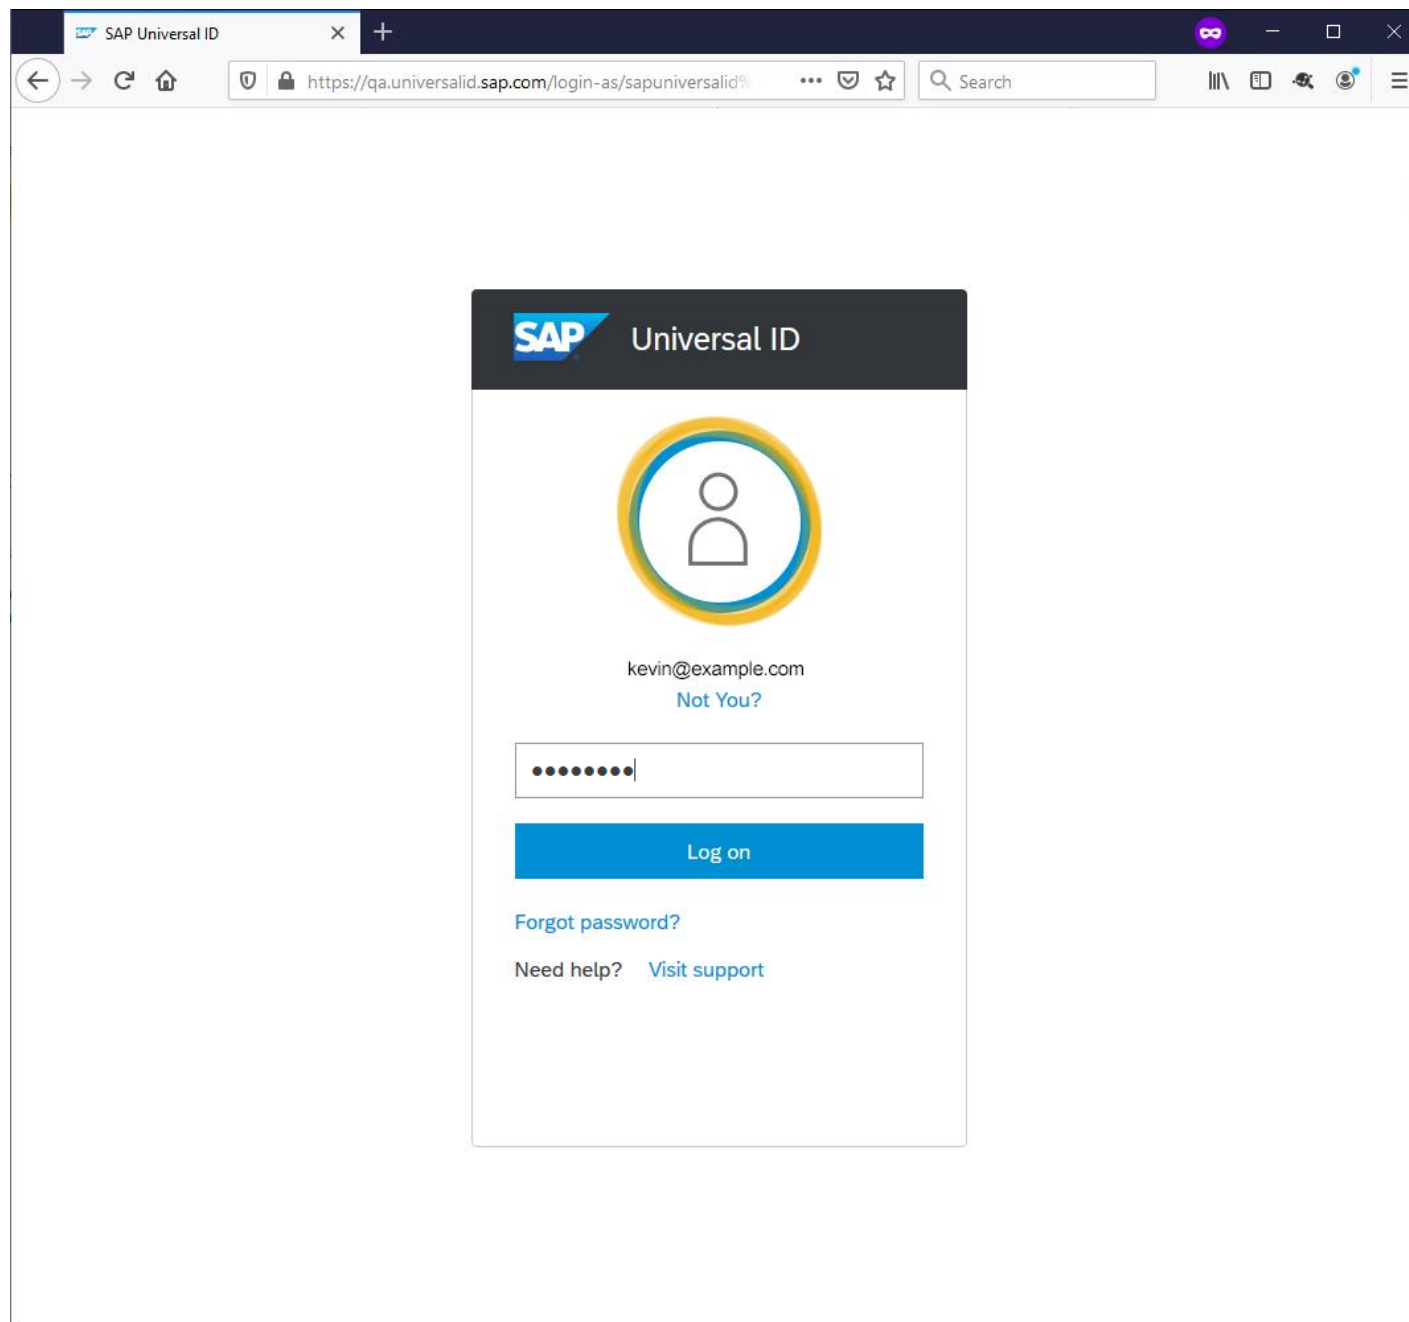 SAP Universal ID
https://qa.universalid.sap.com/login-as/sapuniversalid%
Search
SAP Universal ID
kevin@example.com
Not You?
Log on
Forgot password?
Need help? Visit support